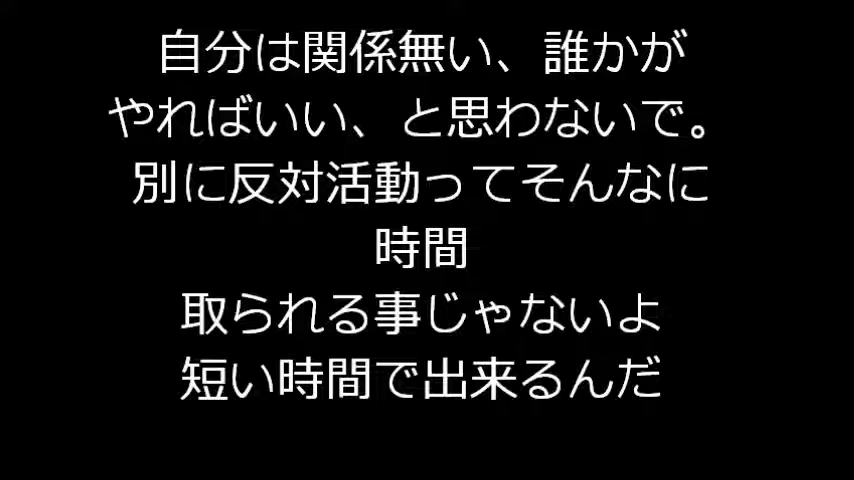 自分は関係無い、誰かが
やればいい、と思わないで。
別に反対活動ってそんなに
時間
取られる事じゃないよ
短い時間で出来るんだ